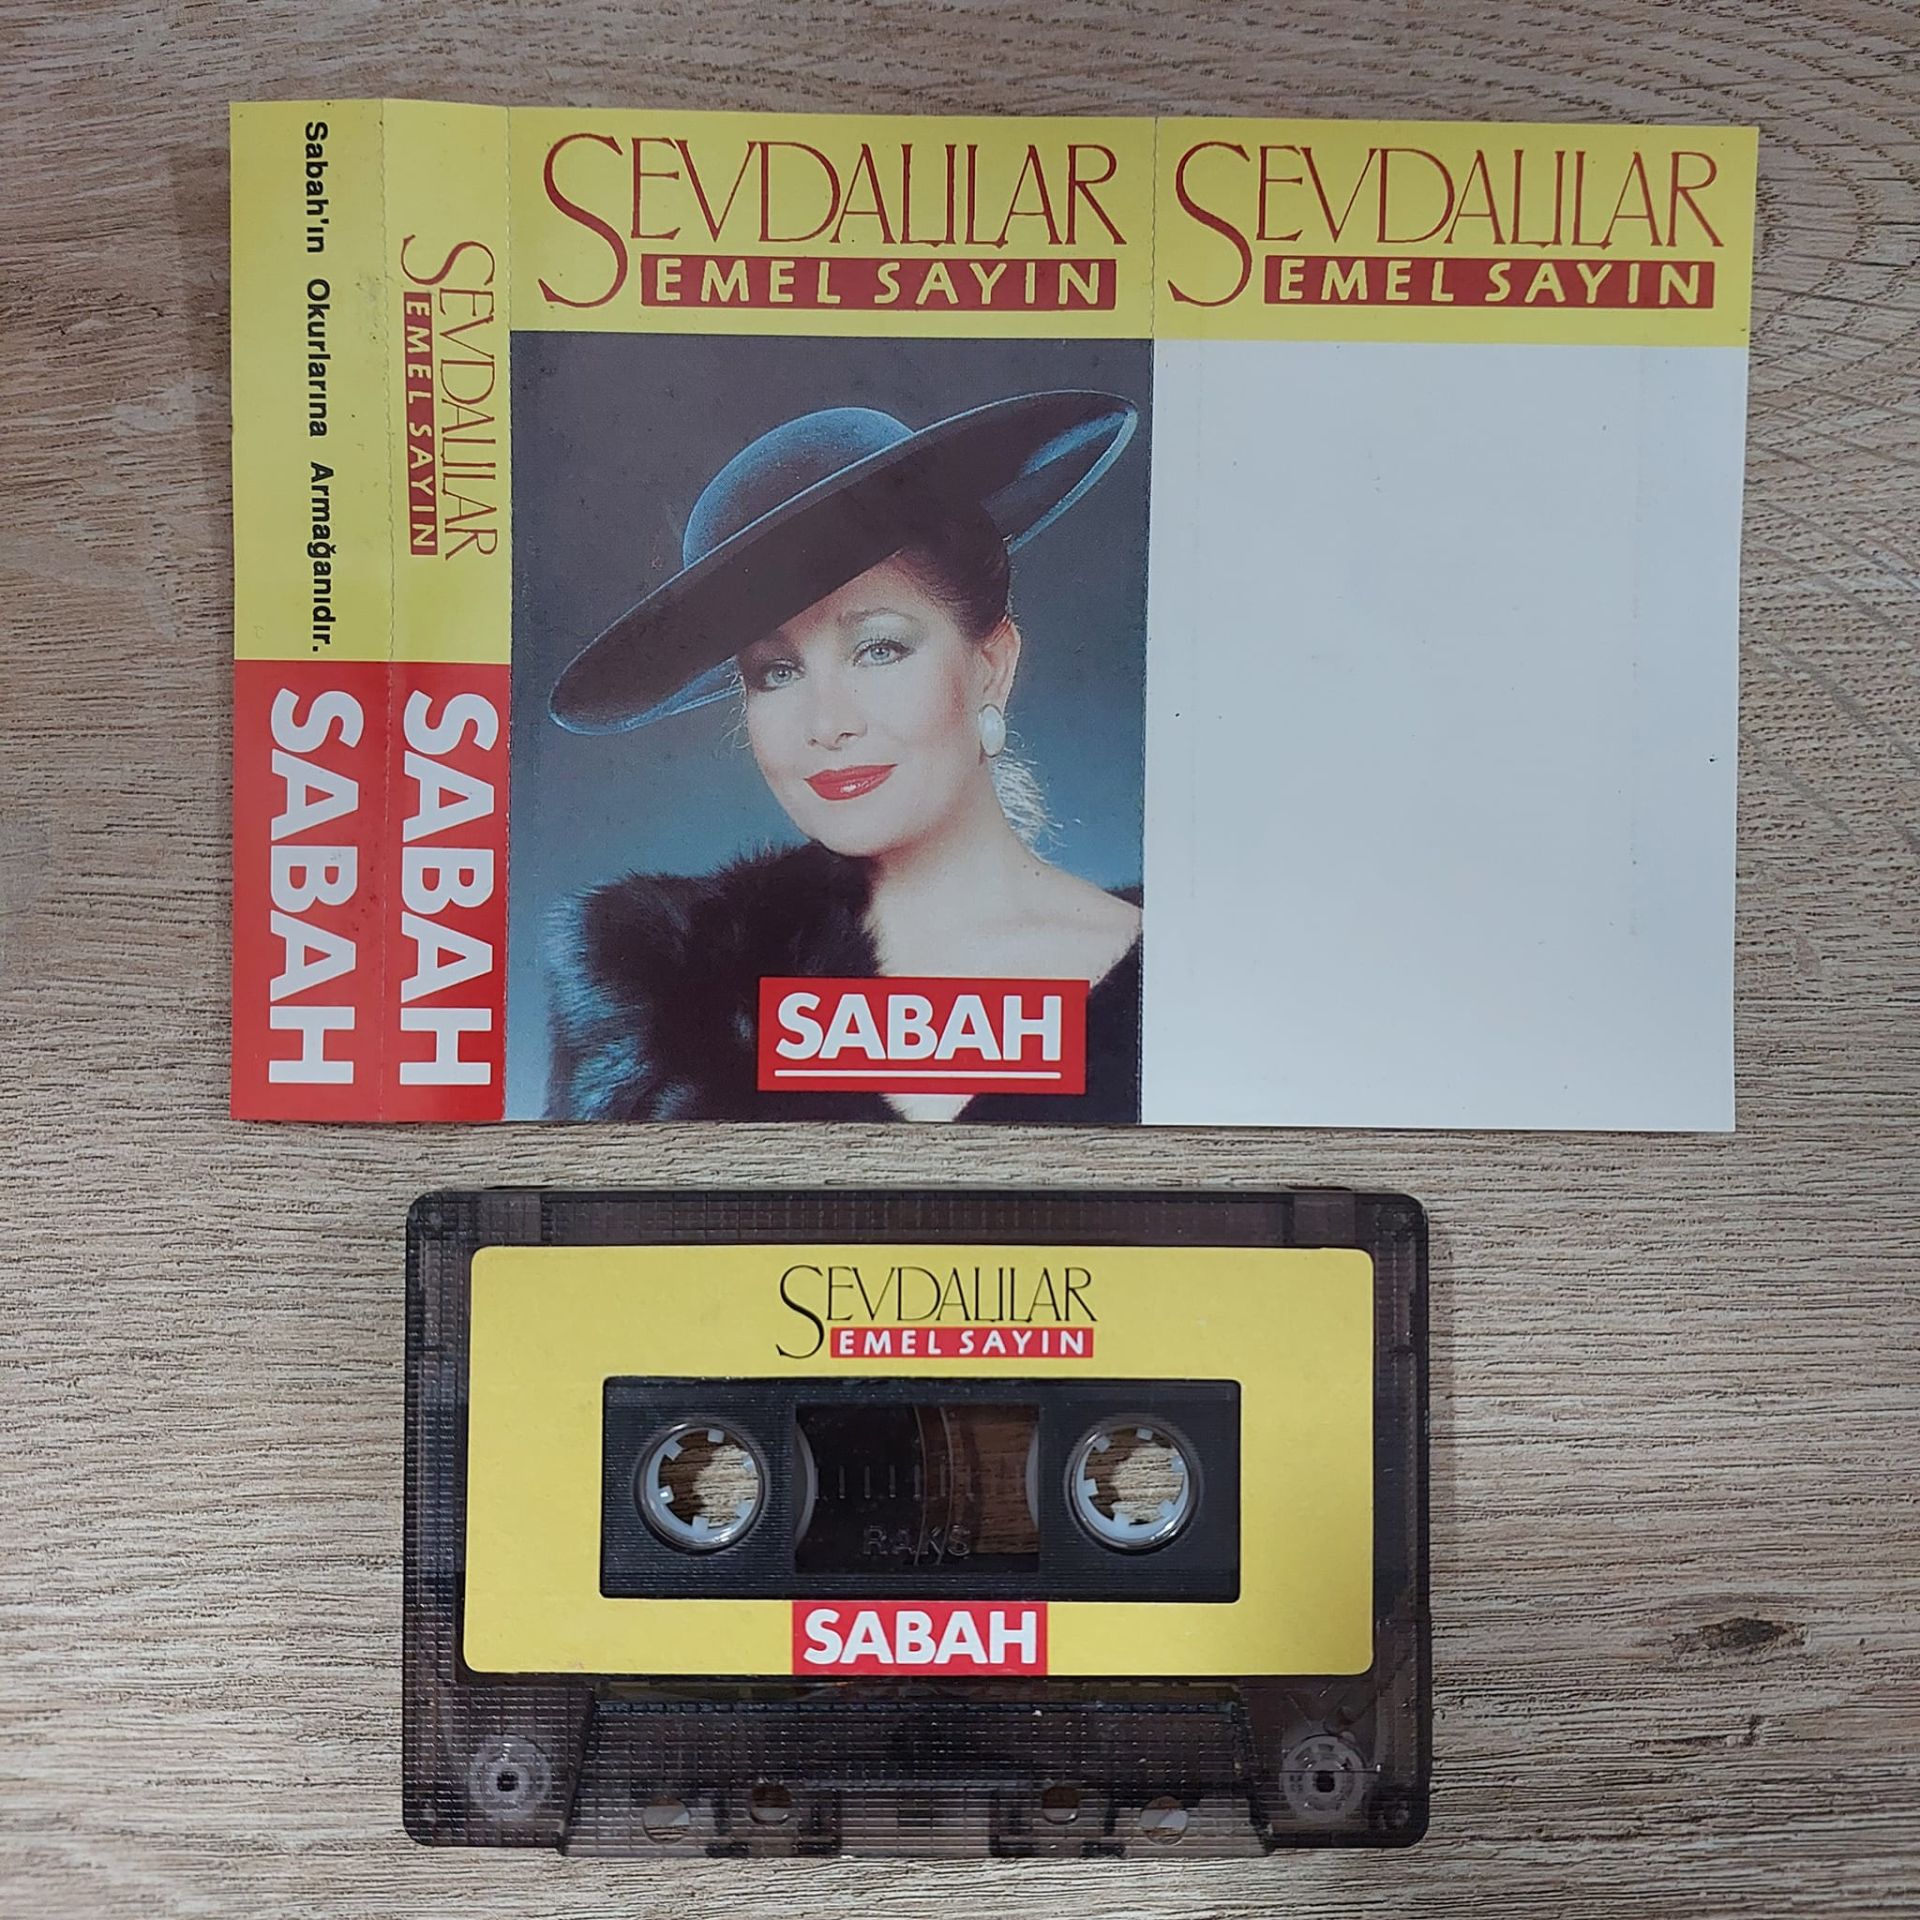 Sabah'ın Okurlarına Armağanıdır.
SABAH
SEVDALILAR
EMEL SAYIN
SABAH
SEVDALILAR
EMEL SAYIN
SABAH
SEVDALILAR
EMEL SAYIN
SEVDALILAR
EMEL SAYIN
RAKS
SABAH